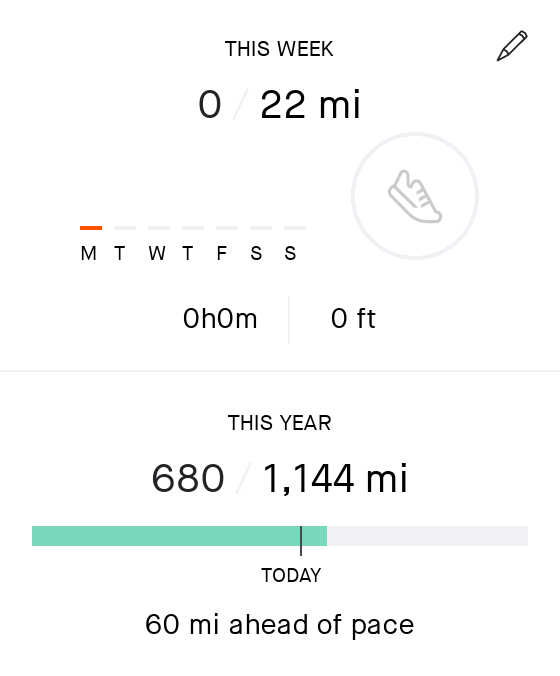 THIS WEEK
0 / 22 mi
M T W T F S S
0h0m 0 ft
THIS YEAR
680 / 1,144 mi
TODAY
60 mi ahead of pace